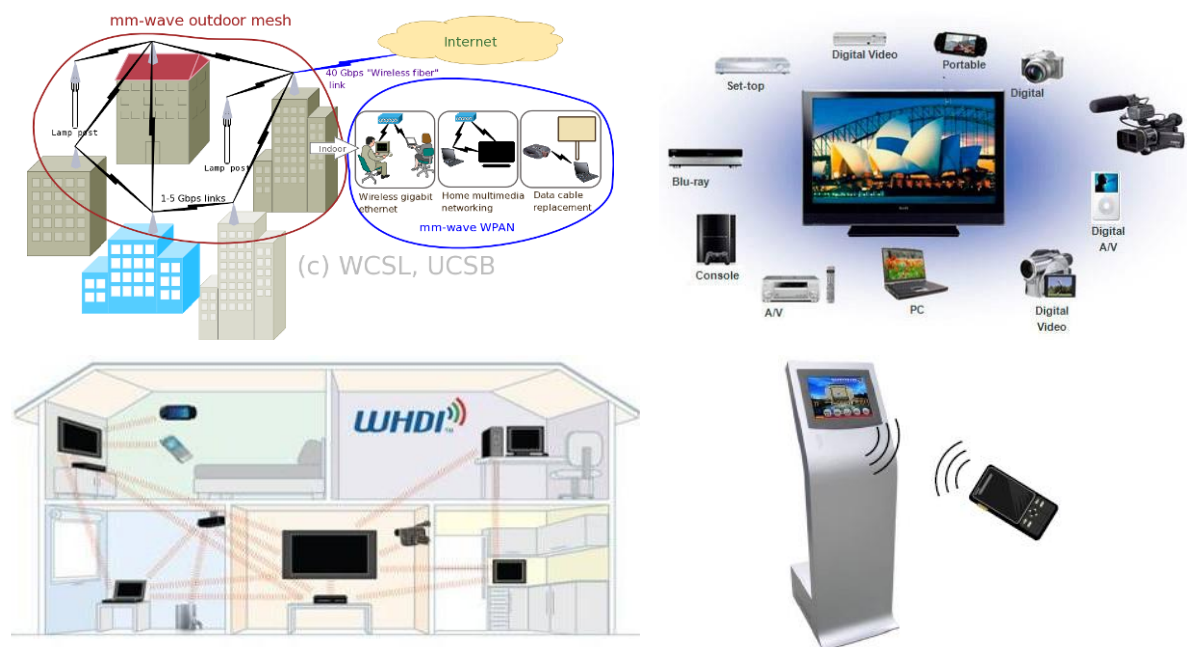 mm-wave outdoor mesh
Internet
40 Gbps "Wireless fiber"
link
Lamp post
Lamp post
Indoor
1-5 Gbps links
Wireless gigabit
ethernet
Home multimedia
networking
Data cable
replacement
mm-wave WPAN
(c) WCSL, UCSB
Digital Video
Portable
Set-top
Digital
Blu-ray
Digital
A/V
Console
A/V
PC
Digital
Video
WHDI